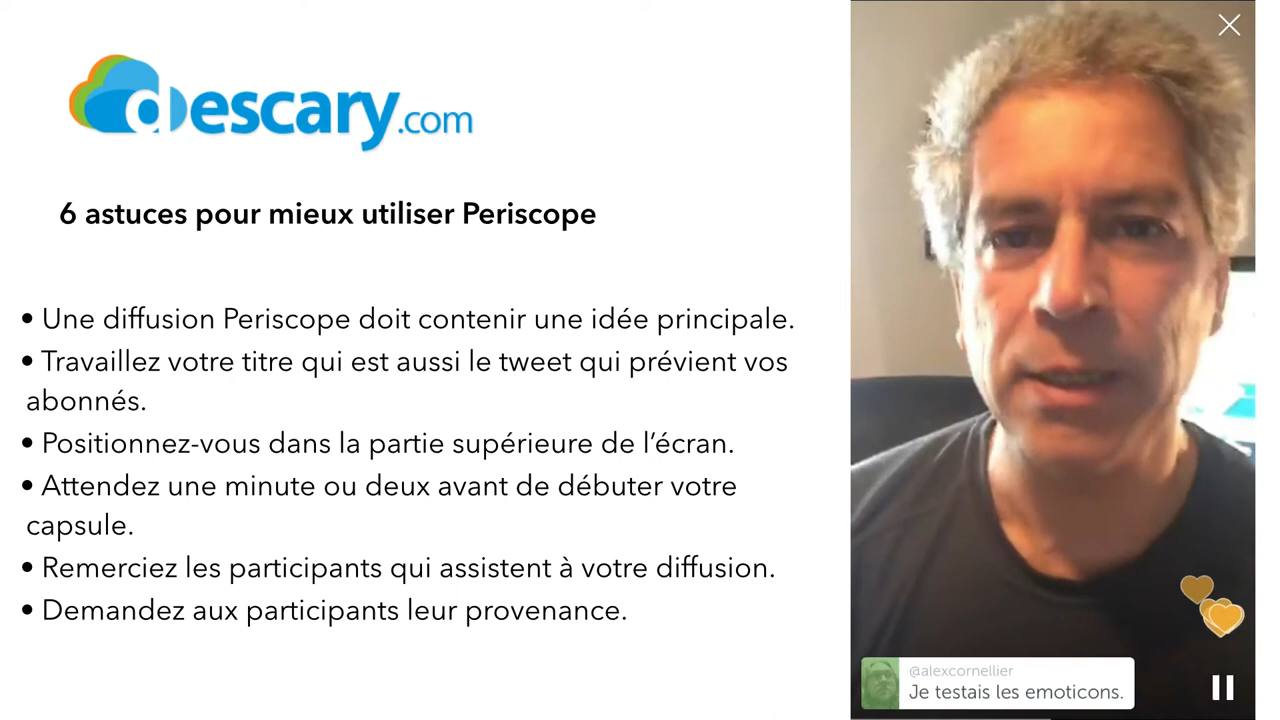 descary.com
6 astuces pour mieux utiliser Periscope
• Une diffusion Periscope doit contenir une idée principale.
• Travaillez votre titre qui est aussi le tweet qui prévient vos
abonnés.
• Positionnez-vous dans la partie supérieure de l’écran.
• Attendez une minute ou deux avant de débuter votre
capsule.
• Remerciez les participants qui assistent à votre diffusion.
• Demandez aux participants leur provenance.
@alexcornellier
Je testais les emoticons.